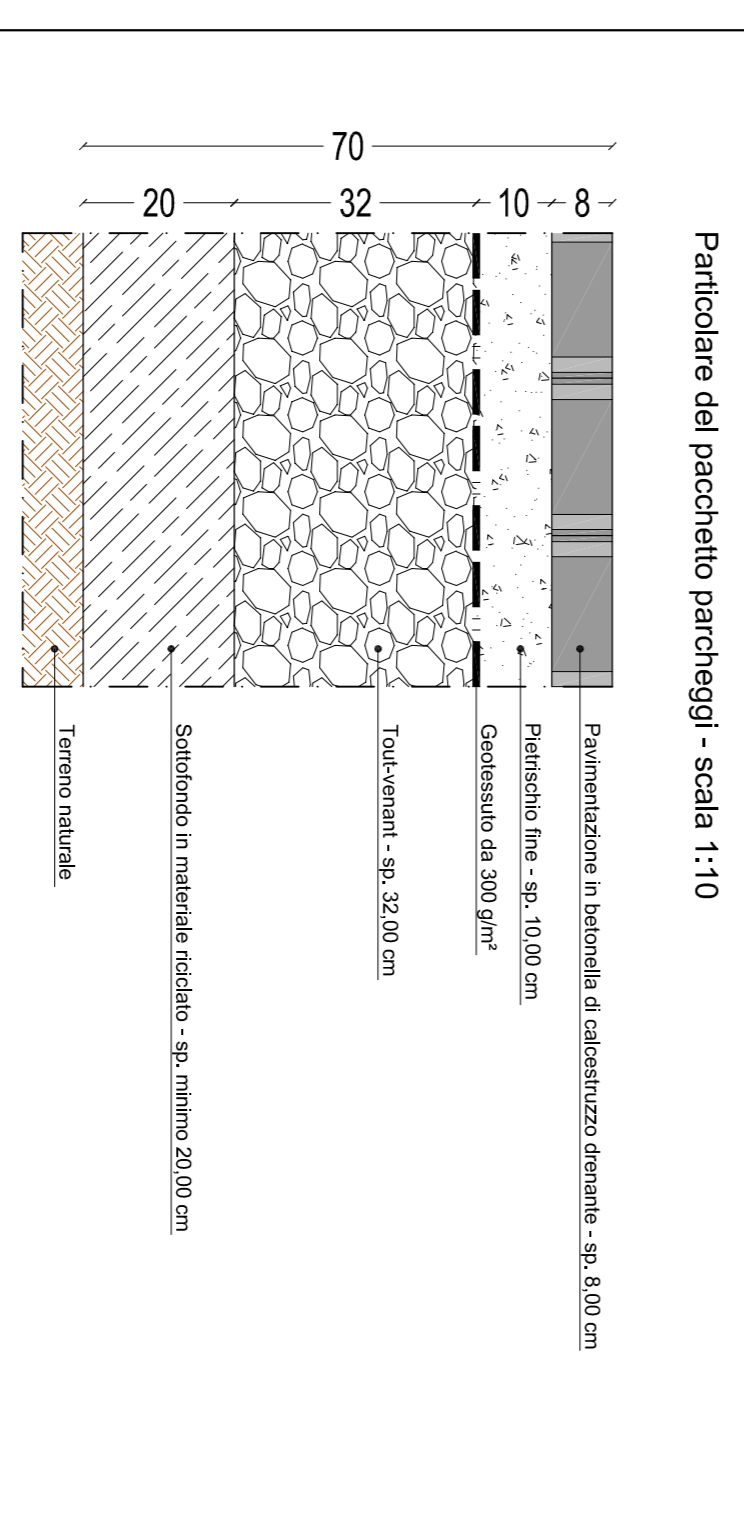 Particolare del pacchetto parcheggi - scala 1:10
Pavimentazione in betonella di calcestruzzo drenante - sp. 8,00 cm
Pietrischio fine - sp. 10,00 cm
Geotessuto da 300 g/m²
Tout-venant - sp. 32,00 cm
Sottofondo in materiale riciclato - sp. minimo 20,00 cm
Terreno naturale
70
8
10
32
20